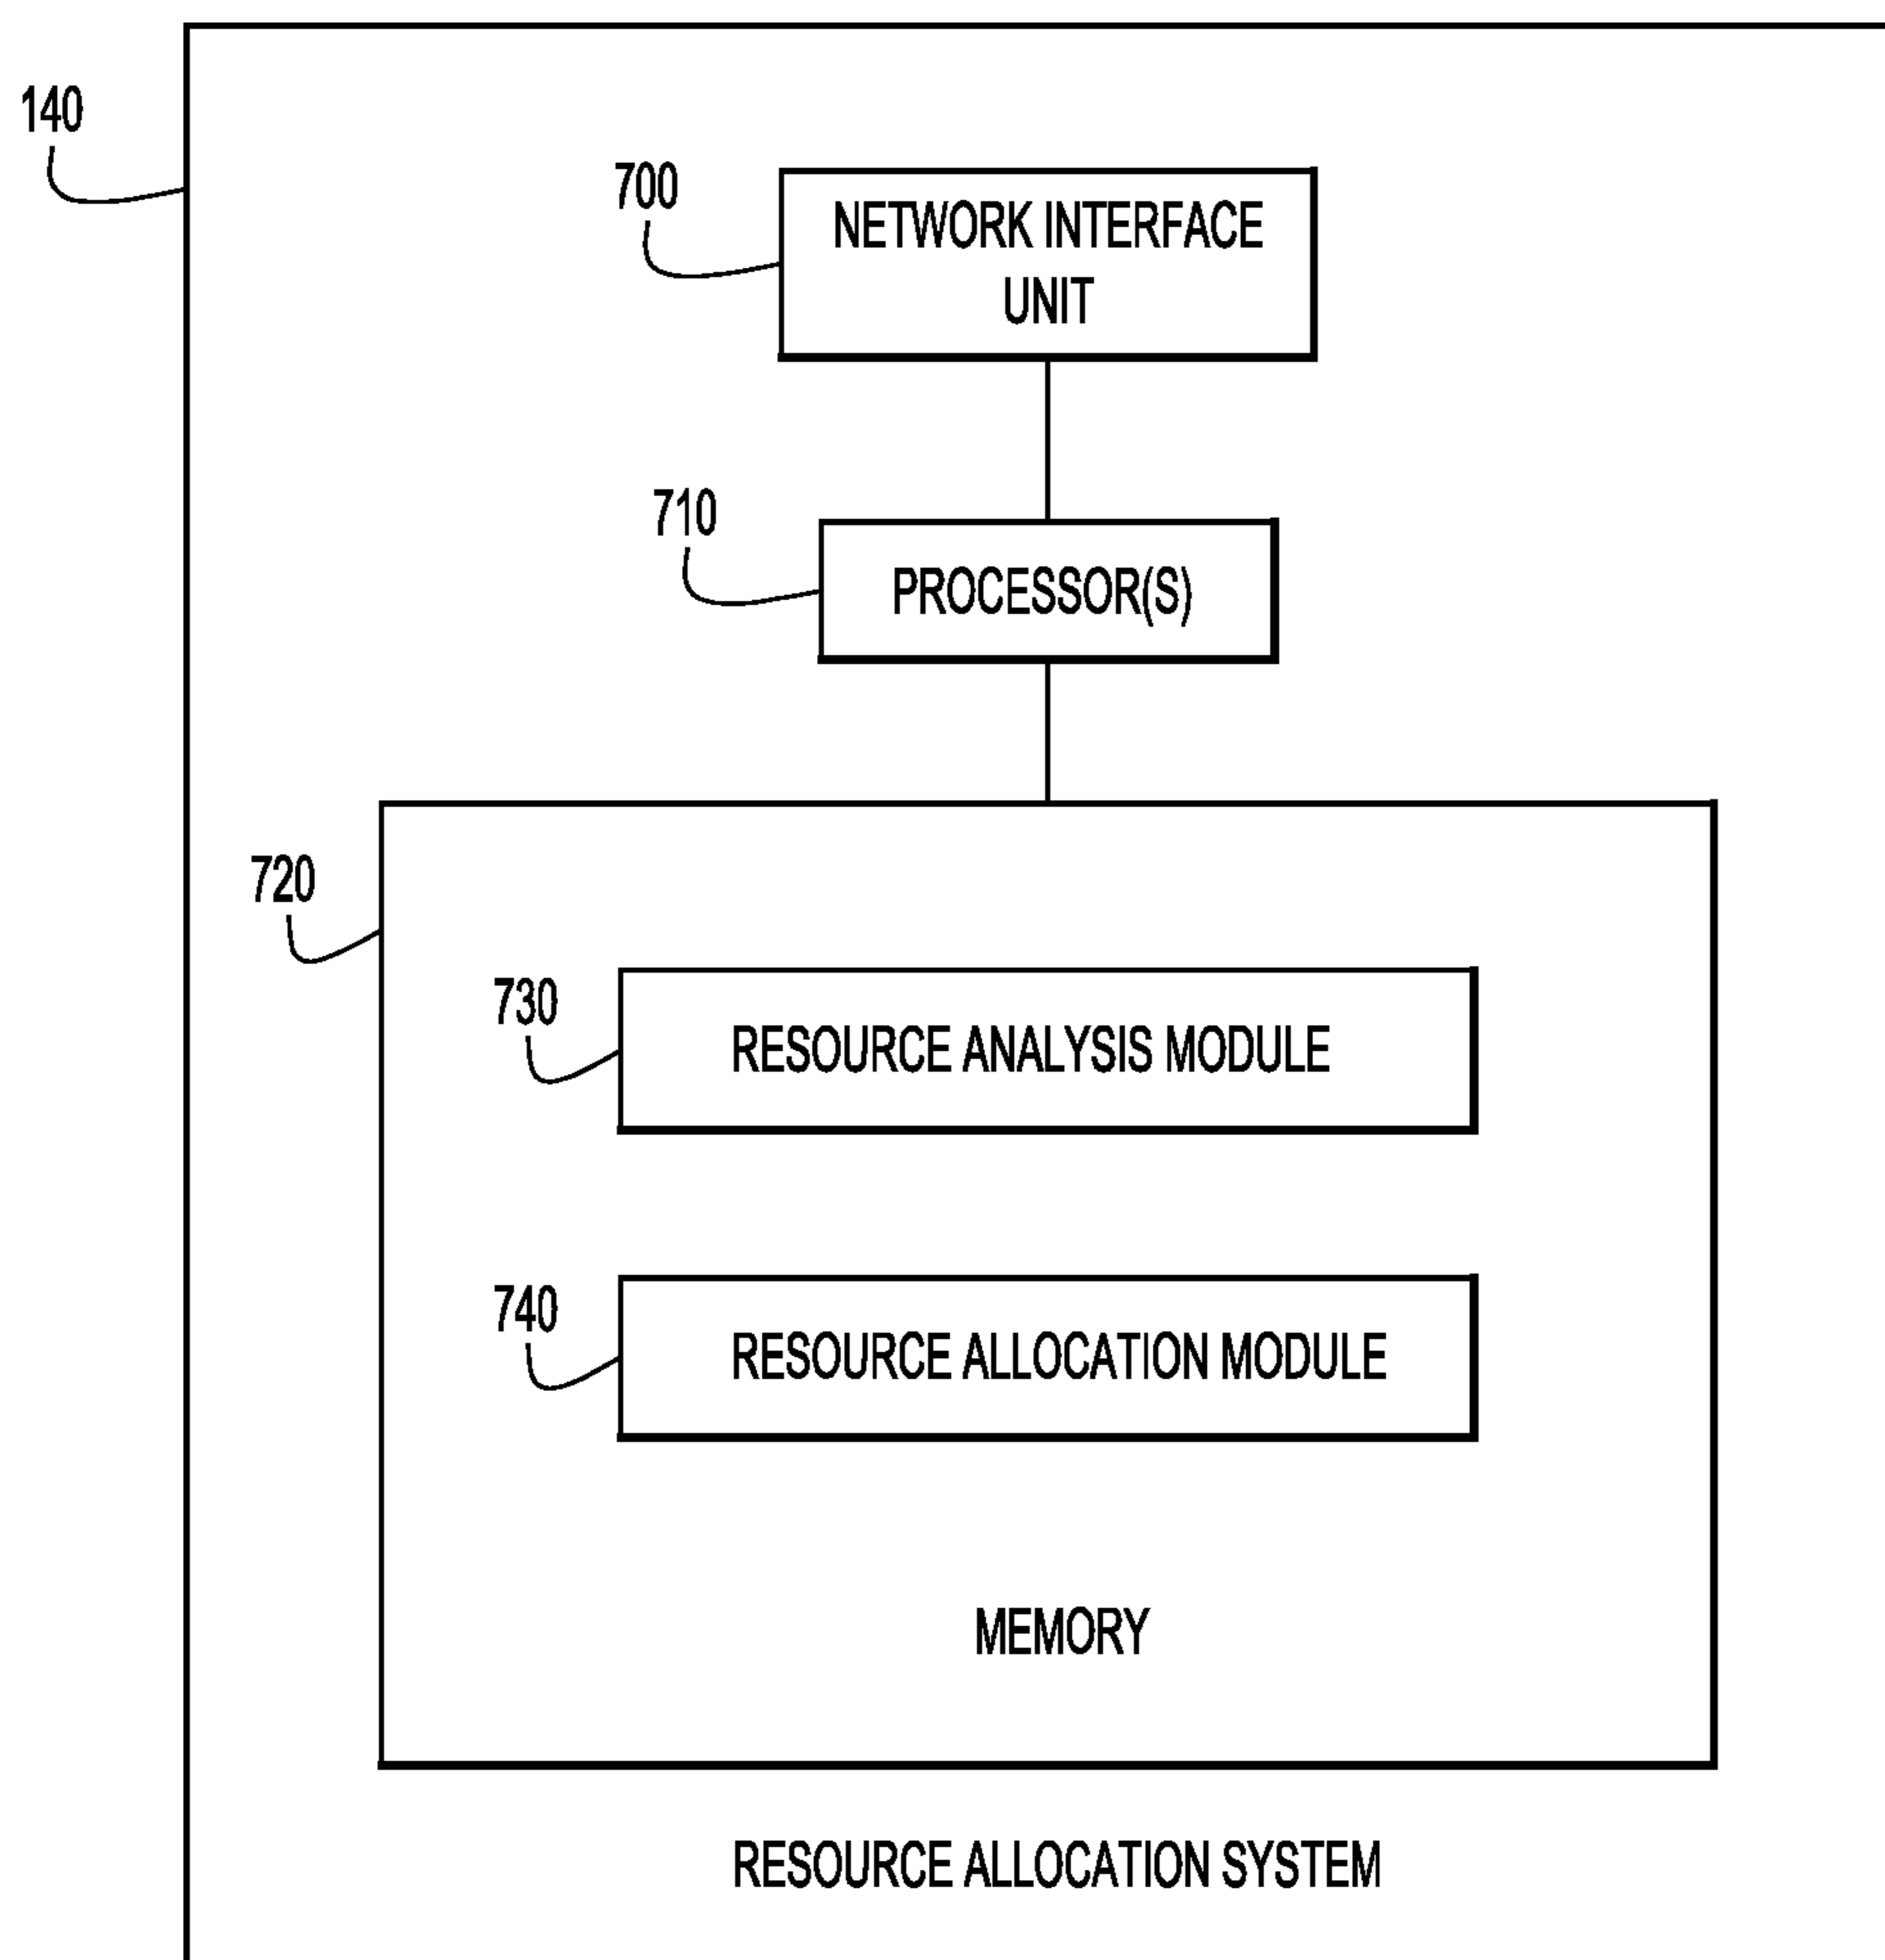 140
700
NETWORK INTERFACE
UNIT
710
PROCESSOR(S)
720
730
RESOURCE ANALYSIS MODULE
740
RESOURCE ALLOCATION MODULE
MEMORY
RESOURCE ALLOCATION SYSTEM